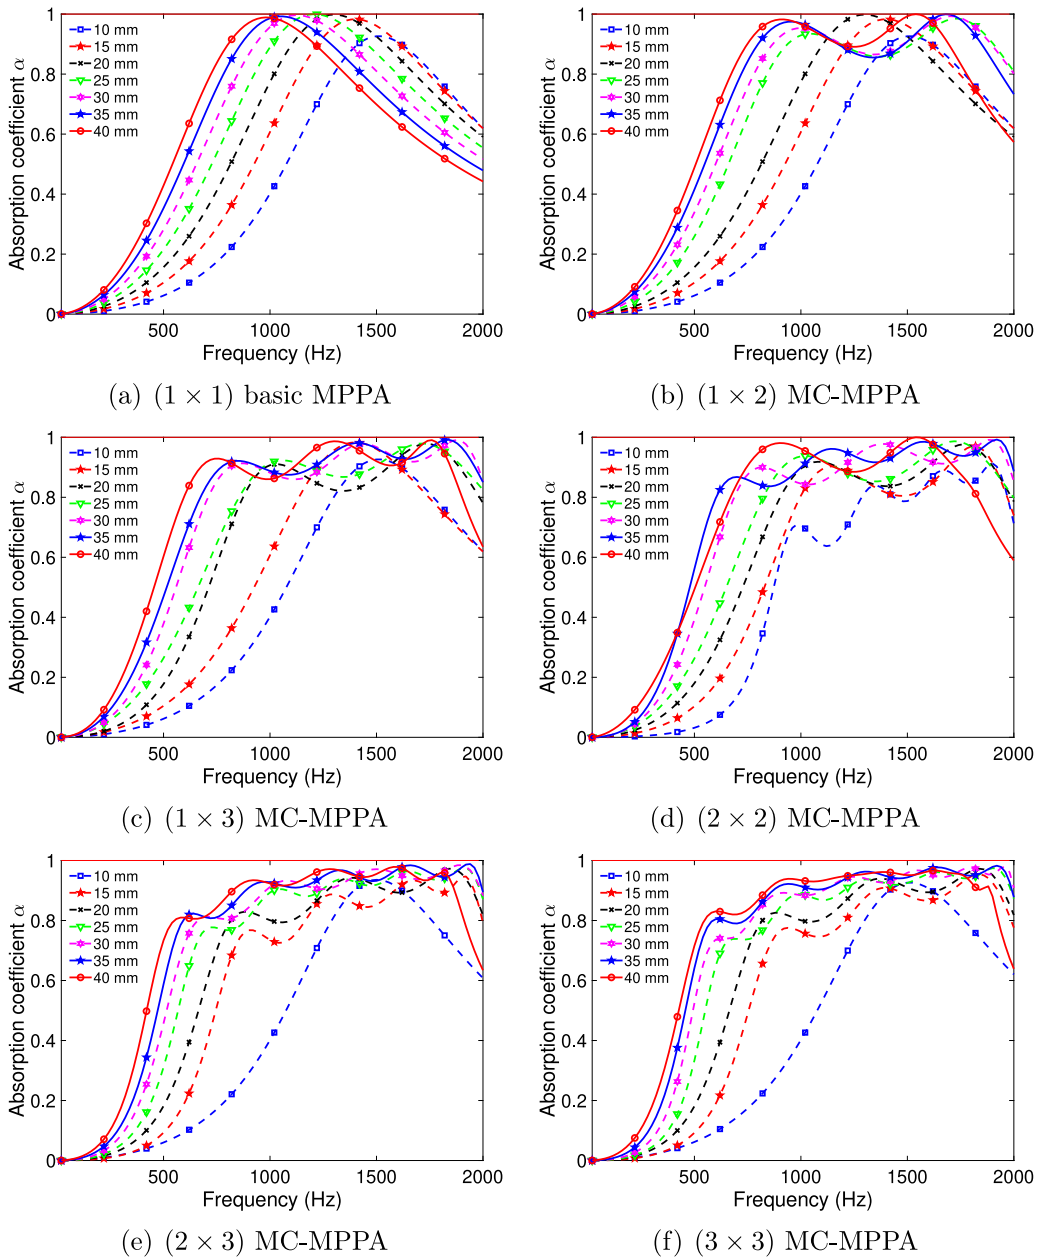 Absorption coefficient α
1
0.8
0.6
0.4
0.2
0
10 mm
15 mm
20 mm
25 mm
30 mm
35 mm
40 mm
500 1000 1500 2000
Frequency (Hz)
(a) (1 × 1) basic MPPA
Absorption coefficient α
1
0.8
0.6
0.4
0.2
0
10 mm
15 mm
20 mm
25 mm
30 mm
35 mm
40 mm
500 1000 1500 2000
Frequency (Hz)
(b) (1 × 2) MC-MPPA
Absorption coefficient α
1
0.8
0.6
0.4
0.2
0
10 mm
15 mm
20 mm
25 mm
30 mm
35 mm
40 mm
500 1000 1500 2000
Frequency (Hz)
(c) (1 × 3) MC-MPPA
Absorption coefficient α
1
0.8
0.6
0.4
0.2
0
10 mm
15 mm
20 mm
25 mm
30 mm
35 mm
40 mm
500 1000 1500 2000
Frequency (Hz)
(d) (2 × 2) MC-MPPA
Absorption coefficient α
1
0.8
0.6
0.4
0.2
0
10 mm
15 mm
20 mm
25 mm
30 mm
35 mm
40 mm
500 1000 1500 2000
Frequency (Hz)
(e) (2 × 3) MC-MPPA
Absorption coefficient α
1
0.8
0.6
0.4
0.2
0
10 mm
15 mm
20 mm
25 mm
30 mm
35 mm
40 mm
500 1000 1500 2000
Frequency (Hz)
(f) (3 × 3) MC-MPPA